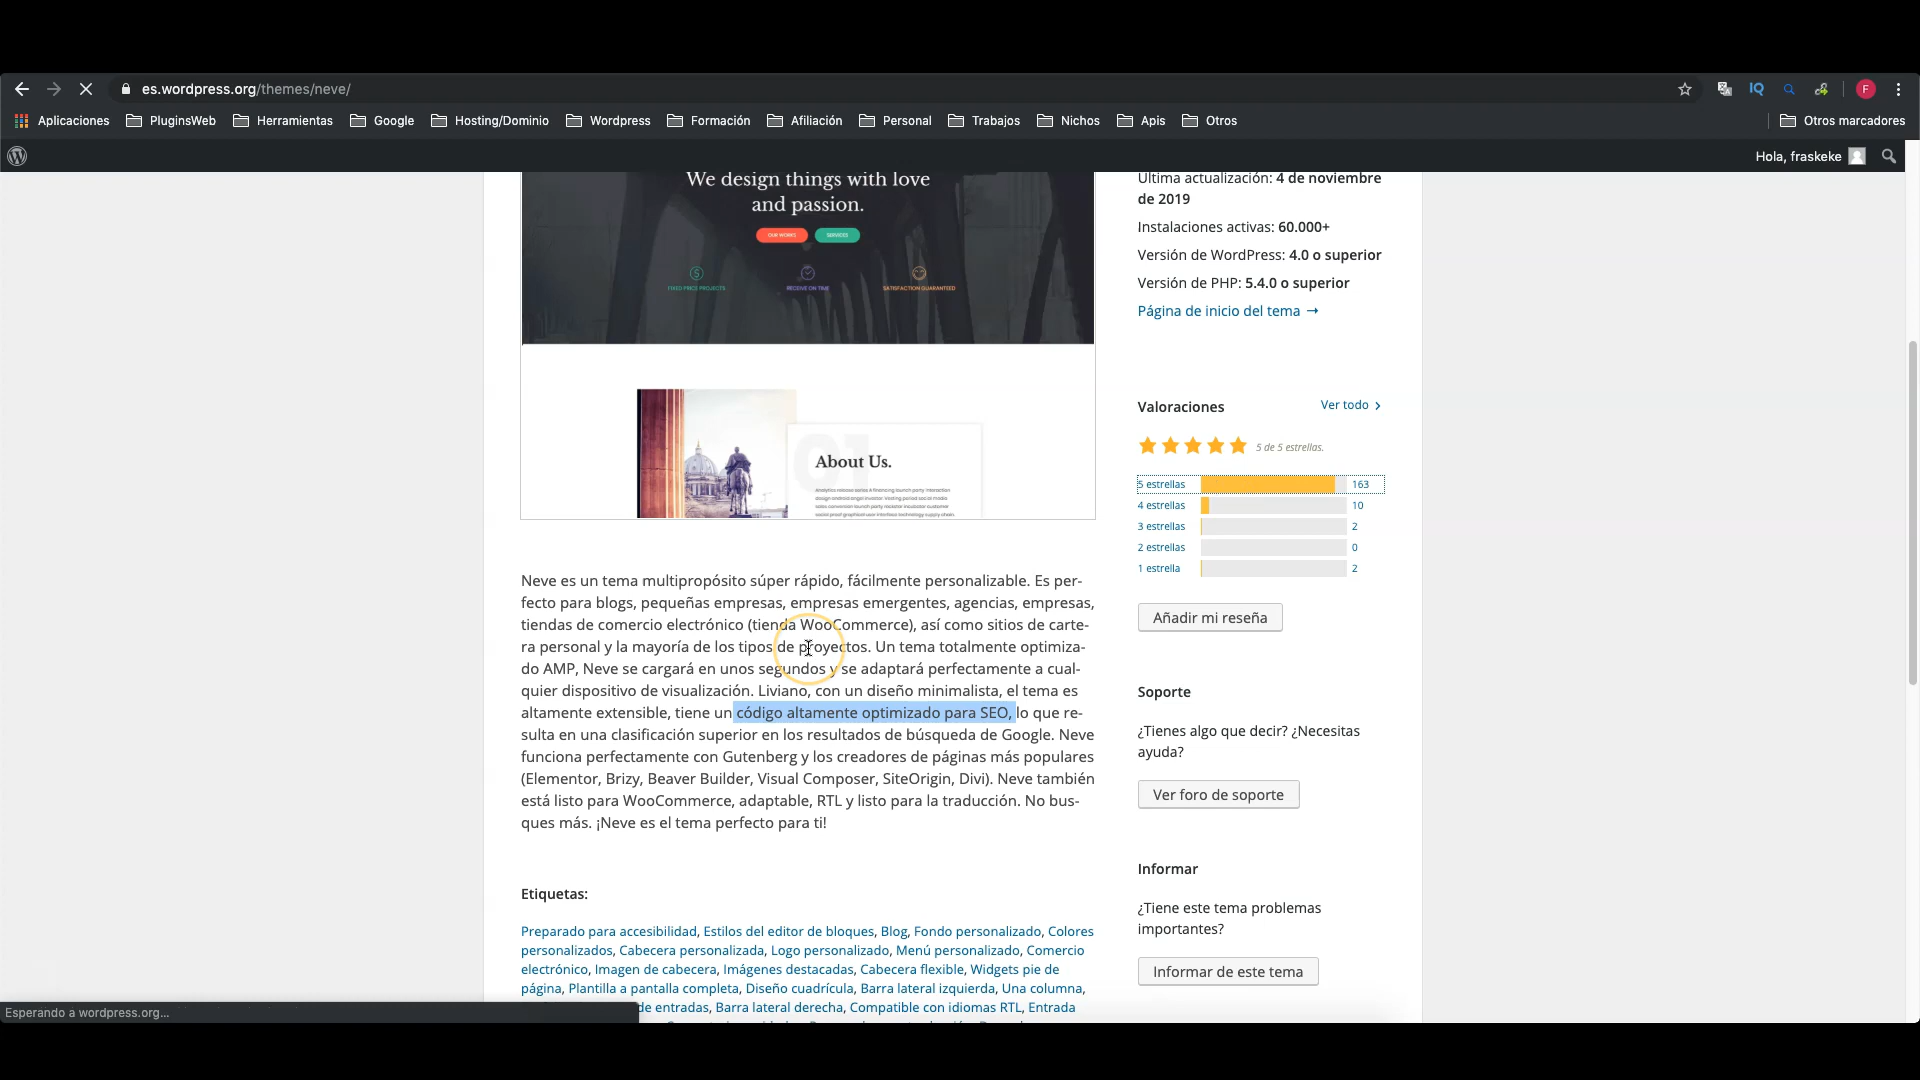 es.wordpress.org/themes/neve/
IQ
F
Aplicaciones
PluginsWeb
Herramientas
Google
Hosting/Dominio
Wordpress
Formación
Afiliación
Personal
Trabajos
Nichos
Apis
Otros
Otros marcadores
Hola, fraskeke
We design things with love
and passion.
OUR WORKS
SERVICES
FIXED PRICE PROJECTS
RECEIVE ON TIME
SATISFACTION GUARANTEED
About Us.
Neve es un tema multipropósito súper rápido, fácilmente personalizable. Es per-
fecto para blogs, pequeñas empresas, empresas emergentes, agencias, empresas,
tiendas de comercio electrónico (tienda WooCommerce), así como sitios de carte-
ra personal y la mayoría de los tipos de proyectos. Un tema totalmente optimiza-
do AMP, Neve se cargará en unos segundos y se adaptará perfectamente a cual-
quier dispositivo de visualización. Liviano, con un diseño minimalista, el tema es
altamente extensible, tiene un código altamente optimizado para SEO, lo que re-
sulta en una clasificación superior en los resultados de búsqueda de Google. Neve
funciona perfectamente con Gutenberg y los creadores de páginas más populares
(Elementor, Brizy, Beaver Builder, Visual Composer, SiteOrigin, Divi). Neve también
está listo para WooCommerce, adaptable, RTL y listo para la traducción. No bus-
ques más. ¡Neve es el tema perfecto para ti!
Etiquetas:
Preparado para accesibilidad, Estilos del editor de bloques, Blog, Fondo personalizado, Colores
personalizados, Cabecera personalizada, Logo personalizado, Menú personalizado, Comercio
electrónico, Imagen de cabecera, Imágenes destacadas, Cabecera flexible, Widgets pie de
página, Plantilla a pantalla completa, Diseño cuadrícula, Barra lateral izquierda, Una columna,
de entradas, Barra lateral derecha, Compatible con idiomas RTL, Entrada
Última actualización: 4 de noviembre
de 2019
Instalaciones activas: 60.000+
Versión de WordPress: 4.0 o superior
Versión de PHP: 5.4.0 o superior
Página de inicio del tema →
Valoraciones
Ver todo >
5 de 5 estrellas.
5 estrellas 163
4 estrellas 10
3 estrellas 2
2 estrellas 0
1 estrella 2
Añadir mi reseña
Soporte
¿Tienes algo que decir? ¿Necesitas
ayuda?
Ver foro de soporte
Informar
¿Tiene este tema problemas
importantes?
Informar de este tema
Esperando a wordpress.org...